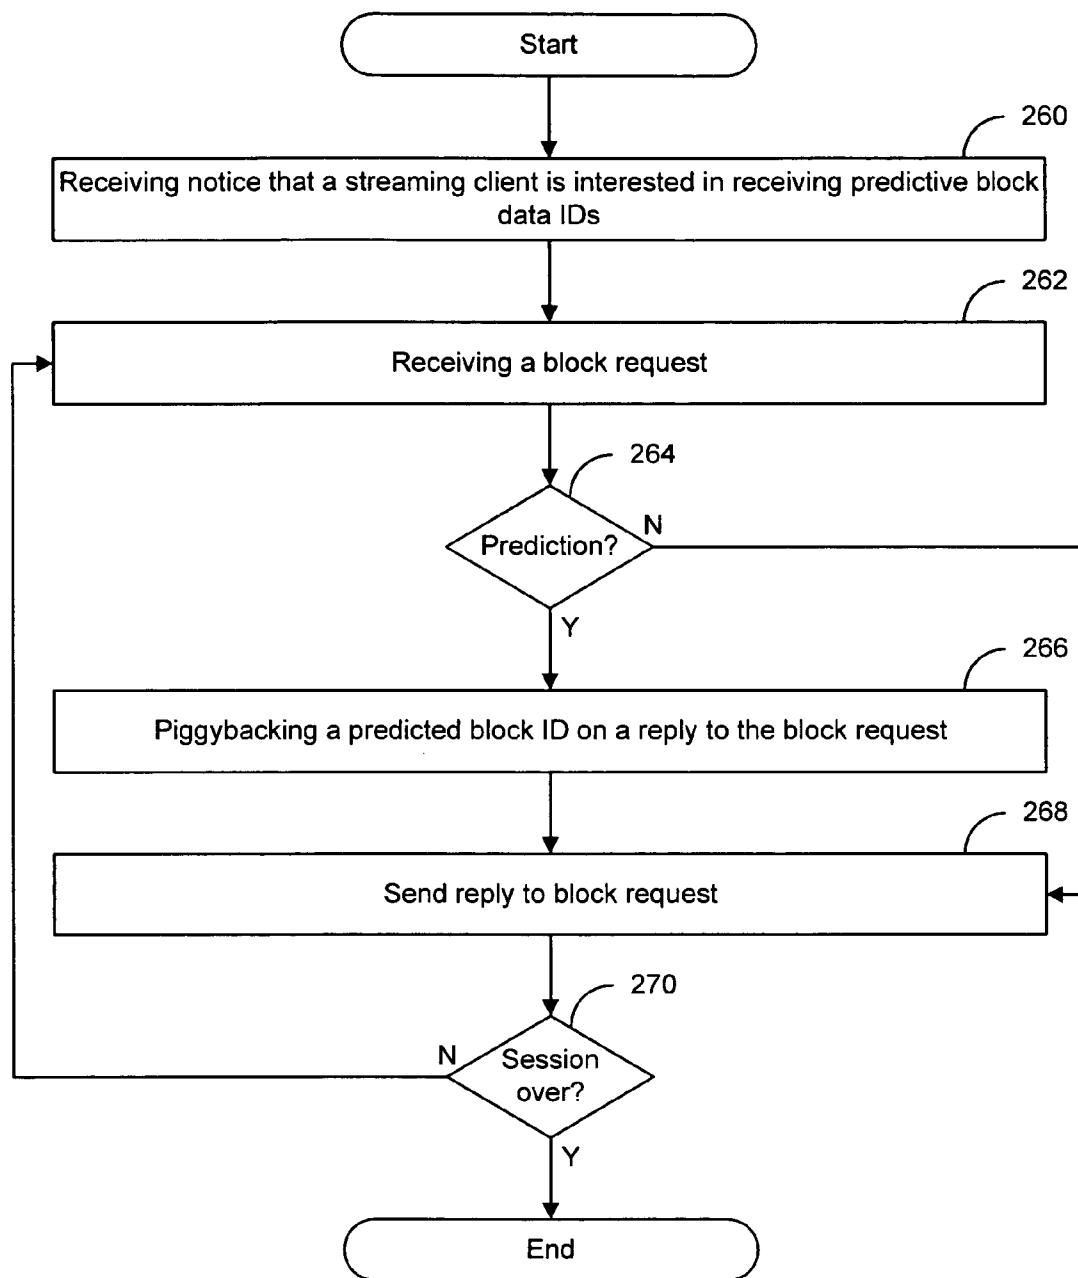 Start
260
Receiving notice that a streaming client is interested in receiving predictive block
data IDs
262
Receiving a block request
264
Prediction?
N
Y
266
Piggybacking a predicted block ID on a reply to the block request
268
Send reply to block request
270
N
Session
over?
Y
End